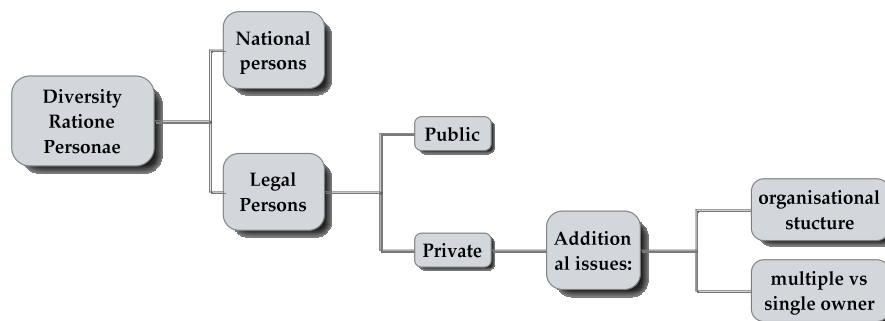 Diversity
Ratione
Personae
National
persons
Legal
Persons
Public
Private
Addition
al issues:
organisational
stucture
multiple vs
single owner